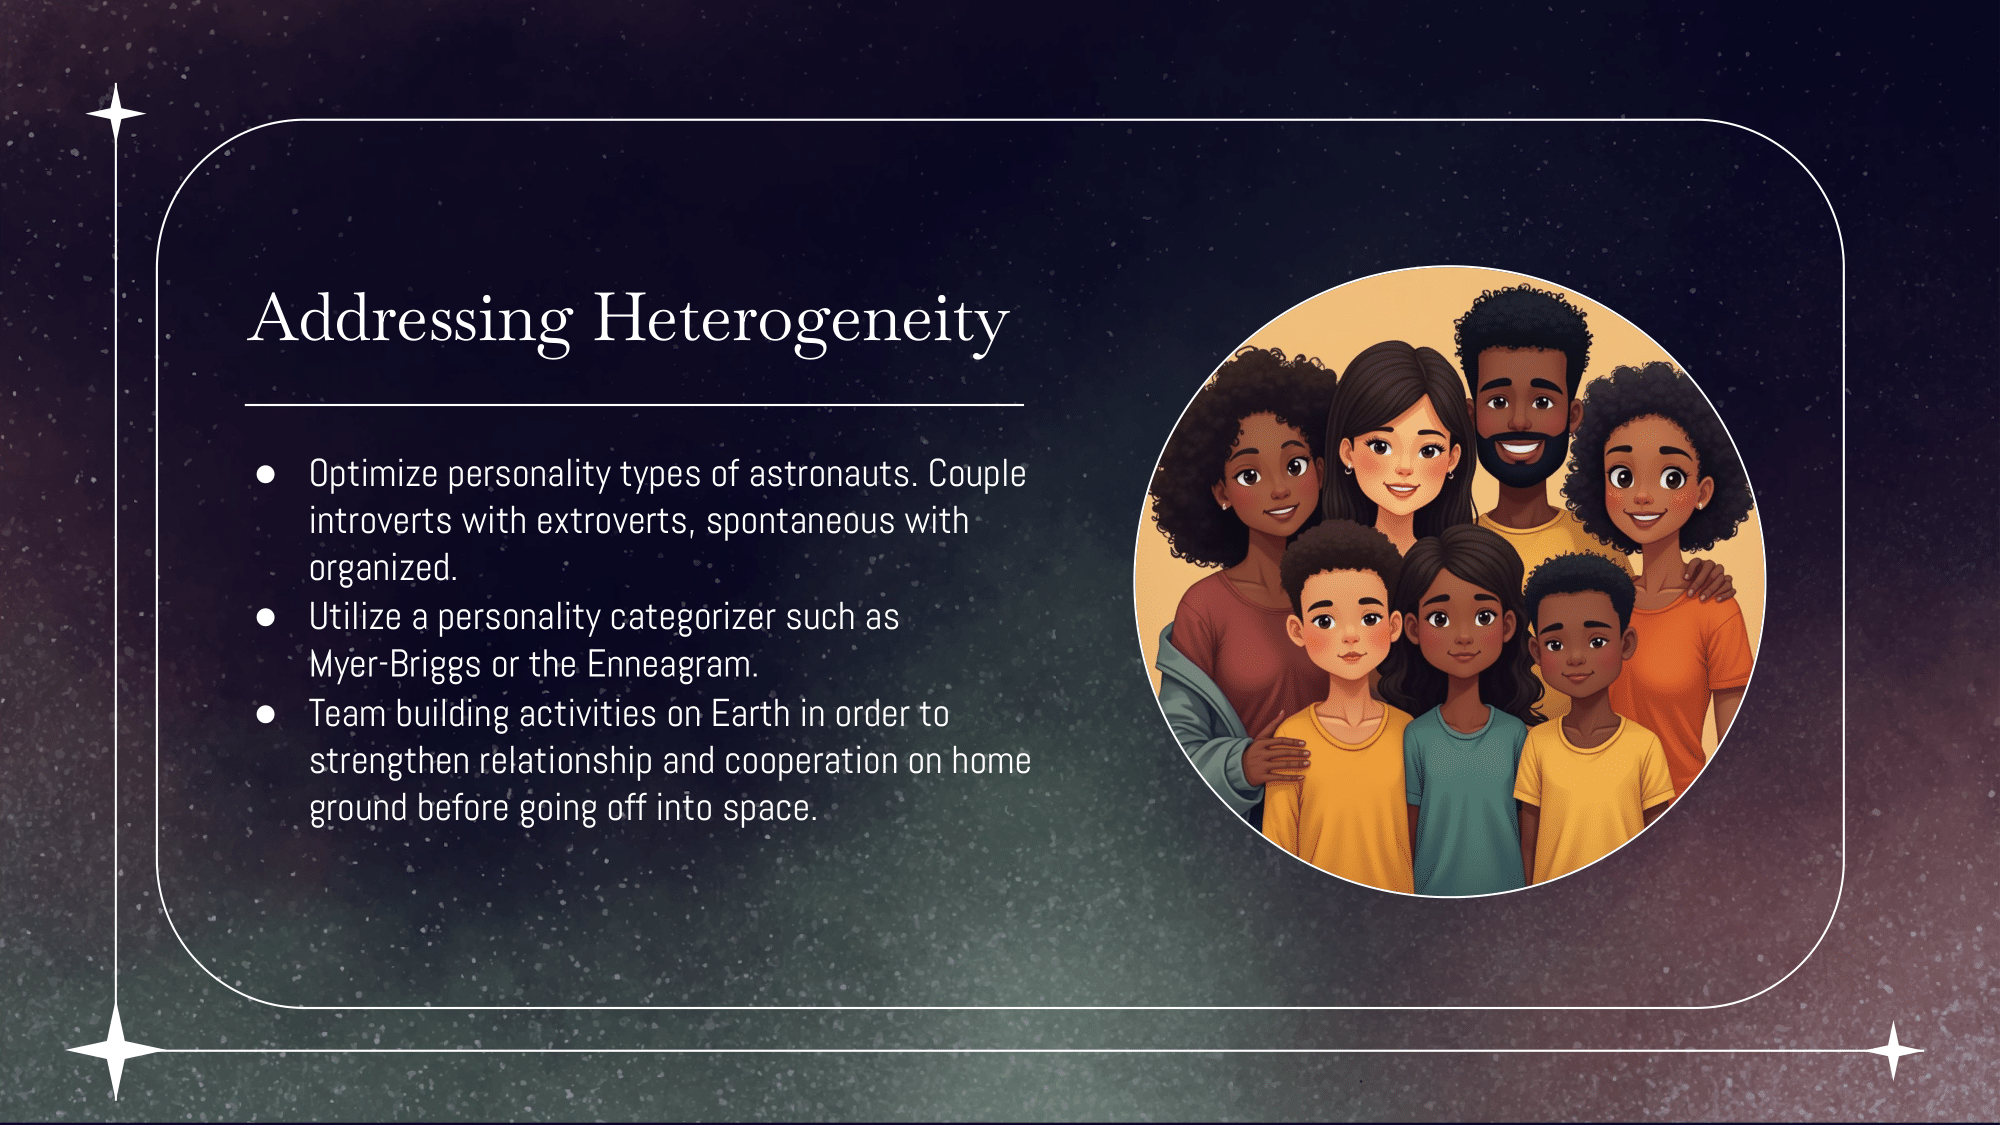 Addressing Heterogeneity
● Optimize personality types of astronauts. Couple
introverts with extroverts, spontaneous with
organized.
● Utilize a personality categorizer such as
Myer-Briggs or the Enneagram.
● Team building activities on Earth in order to
strengthen relationship and cooperation on home
ground before going off into space.